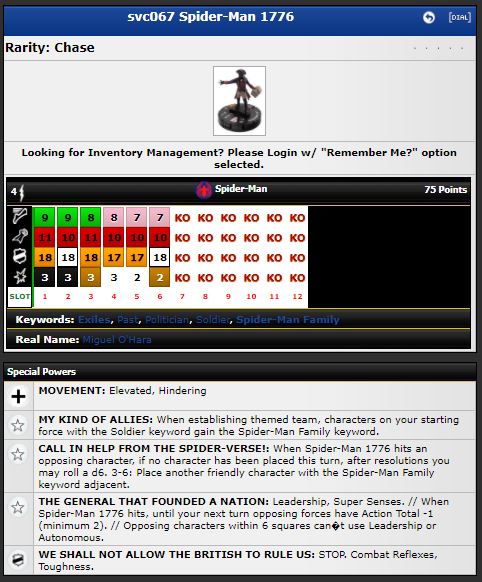 svc067 Spider-Man 1776
[DIAL]
Rarity: Chase
Looking for Inventory Management? Please Login w/ "Remember Me?" option
selected.
4 Spider-Man 75 Points
9 9 8 8 7 7 KO KO KO KO KO KO
11 10 11 10 10 10 KO KO KO KO KO KO
18 18 18 17 17 18 KO KO KO KO KO KO
3 3 3 3 2 2 KO KO KO KO KO KO
SLOT 1 2 3 4 5 6 7 8 9 10 11 12
Keywords: Exiles, Past, Politician, Soldier, Spider-Man Family
Real Name: Miguel O'Hara
Special Powers
MOVEMENT: Elevated, Hindering
MY KIND OF ALLIES: When establishing themed team, characters on your starting
force with the Soldier keyword gain the Spider-Man Family keyword.
CALL IN HELP FROM THE SPIDER-VERSE!: When Spider-Man 1776 hits an
opposing character, if no character has been placed this turn, after resolutions you
may roll a d6. 3-6: Place another friendly character with the Spider-Man Family
keyword adjacent.
THE GENERAL THAT FOUNDED A NATION: Leadership, Super Senses. // When
Spider-Man 1776 hits, until your next turn opposing forces have Action Total -1
(minimum 2). // Opposing characters within 6 squares can�t use Leadership or
Autonomous.
WE SHALL NOT ALLOW THE BRITISH TO RULE US: STOP. Combat Reflexes,
Toughness.